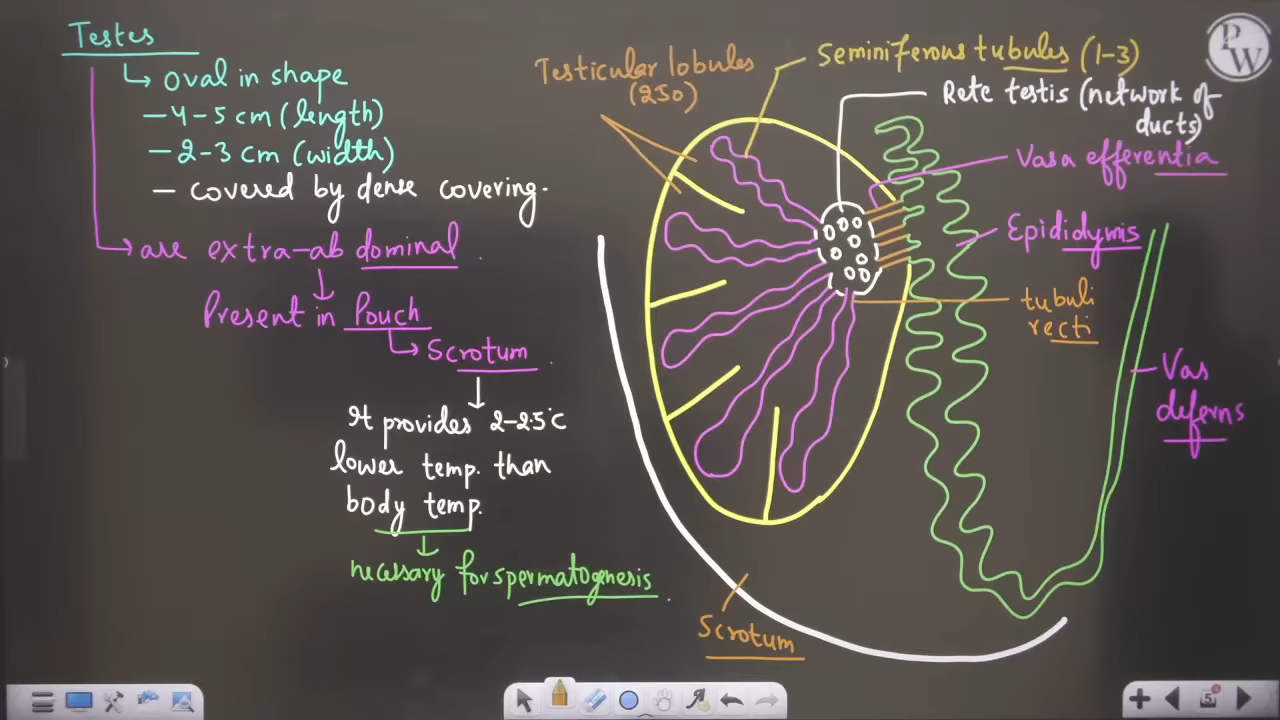 Testes
↳ oval in shape
- 4-5 cm (length)
- 2-3 cm (width)
- covered by dense covering.
→ are extra-abdominal.
↓
Present in Pouch
↳ Scrotum.
↓
It provides 2-2.5°C
lower temp. than
body temp.
↓
necessary for spermatogenesis.
Testicular lobules
(250)
Seminiferous tubules (1-3)
Rete testis (network of
ducts)
Vasa efferentia
Epididymis
tubuli
recti
Vas
deferns
Scrotum
PW